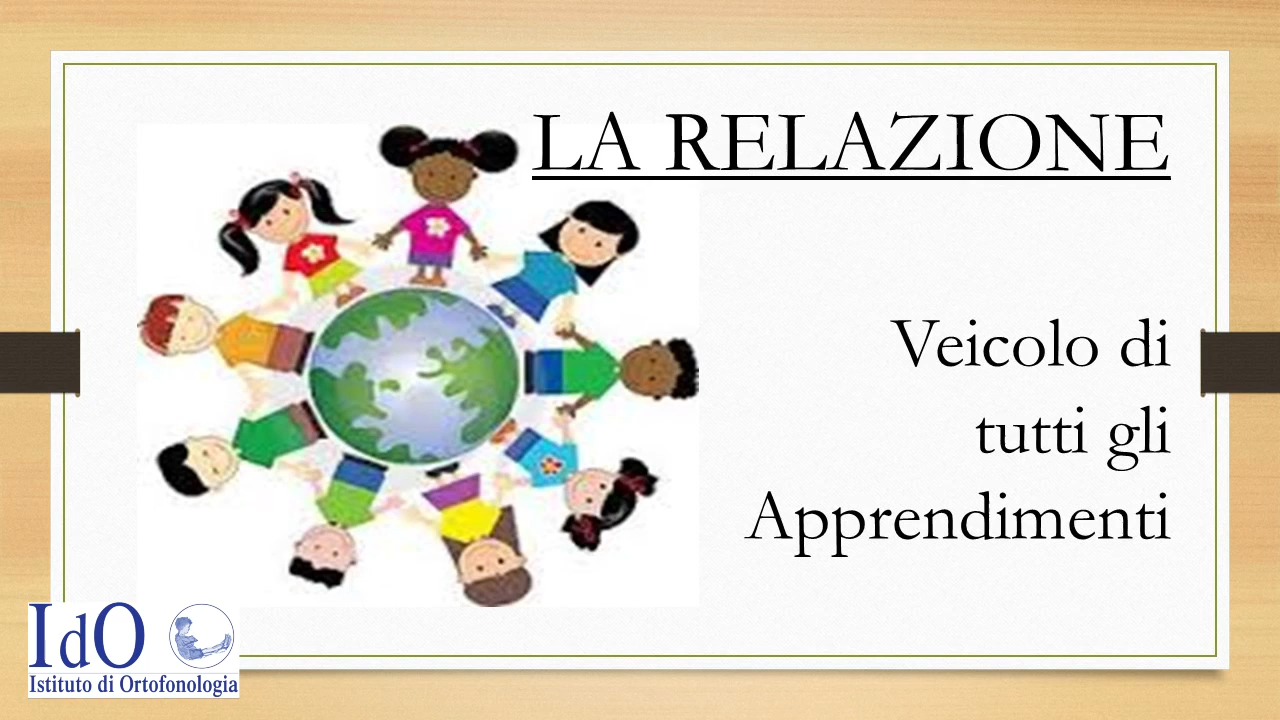 LA RELAZIONE
Veicolo di
tutti gli
Apprendimenti
IdO
Istituto di Ortofonologia